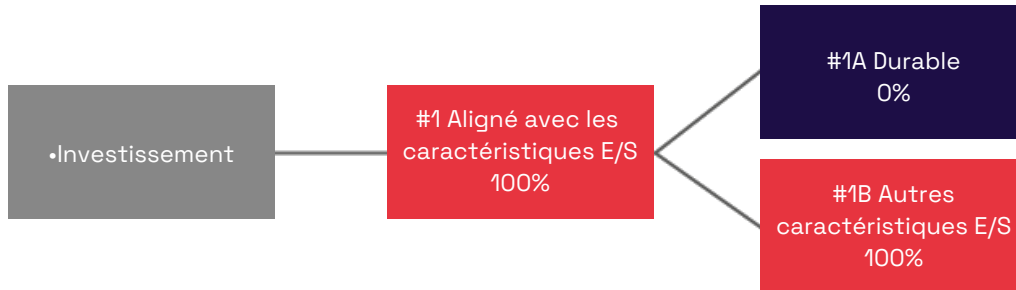 •Investissement
#1 Aligné avec les
caractéristiques E/S
100%
#1A Durable
0%
#1B Autres
caractéristiques E/S
100%